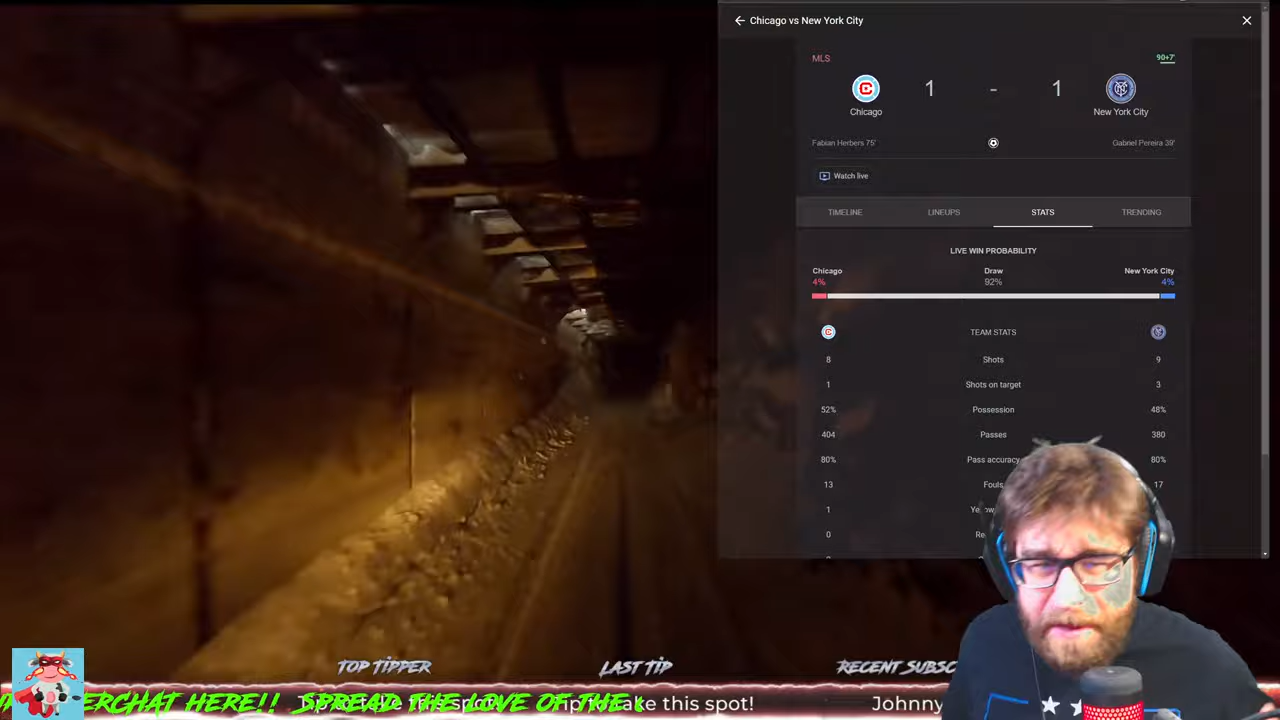 Chicago vs New York City
MLS
90+7'
1 - 1
Chicago
New York City
Fabian Herbers 75'
Gabriel Pereira 39'
Watch live
TIMELINE LINEUPS STATS TRENDING
LIVE WIN PROBABILITY
Chicago Draw New York City
4% 92% 4%
TEAM STATS
8 Shots 9
1 Shots on target 3
52% Possession 48%
404 Passes 380
80% Pass accuracy 80%
13 Fouls 17
1
0
TOP TIPPER LAST TIP
SPREAD THE LOVE OF THE
HERE!!
take this spot!
Johnny